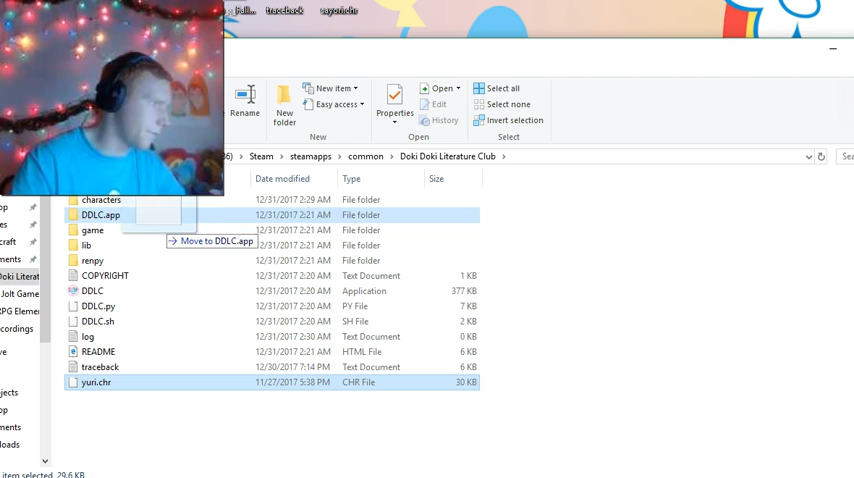 Fall... traceback sayori.chr
New item
Open
Select all
Easy access
Edit
Select none
Rename New folder
Properties
History
Invert selection
New Open Select
36) > Steam > steamapps > common > Doki Doki Literature Club >
Sea
Date modified Type Size
characters 12/31/2017 2:29 AM File folder
DDLC.app 12/31/2017 2:21 AM File folder
game 12/31/2017 2:21 AM File folder
Move to DDLC.app
lib 12/31/2017 2:21 AM File folder
renpy 12/31/2017 2:21 AM File folder
COPYRIGHT 12/31/2017 2:20 AM Text Document 1 KB
DDLC 12/31/2017 2:20 AM Application 377 KB
DDLC.py 12/31/2017 2:20 AM PY File 7 KB
DDLC.sh 12/31/2017 2:20 AM SH File 2 KB
log 12/31/2017 2:30 AM Text Document 0 KB
README 12/31/2017 2:21 AM HTML File 6 KB
traceback 12/30/2017 7:14 PM Text Document 6 KB
yuri.chr 11/27/2017 5:38 PM CHR File 30 KB
op
es
craft
ments
Doki Literat
Jolt Game
RPG Elemen
cordings
ve
jects
op
ments
loads
item selected 29.6 KB